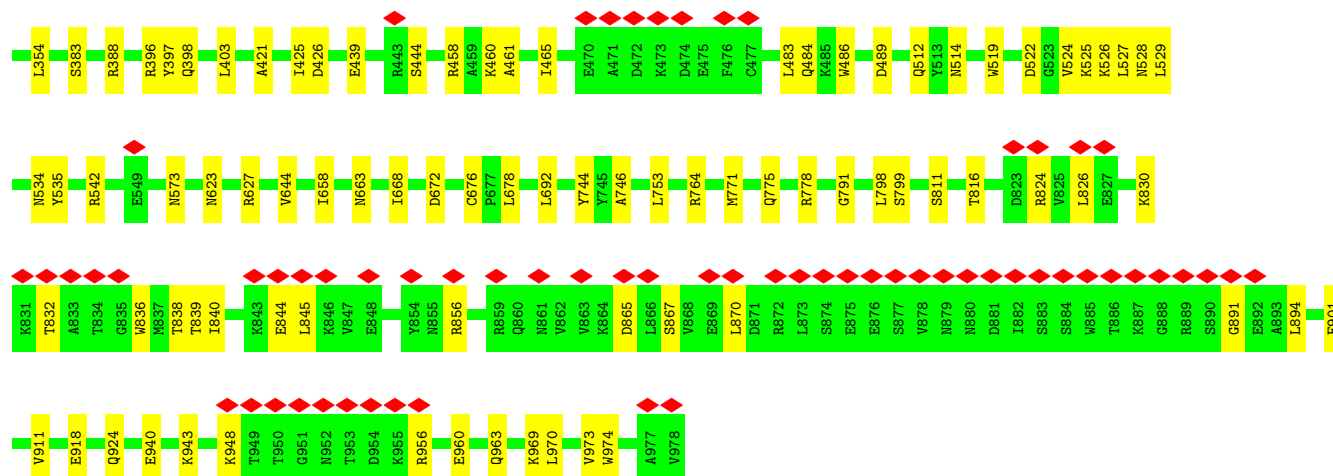 L354 S383 R388 R396 Y397 Q398 L403 A421 I425 D426 E439 R443 S444 R458 A459 K460 A461 I465 E470 A471 D472 K473 D474 E475 F476 C477 L483 Q484 K485 W486 D489 Q512 Y513 N514 W519 D522 G523 V524 K525 K526 L527 N528 L529
N534 Y535 R542 E549 N573 N623 R627 V644 I658 N663 I668 D672 C676 P677 L678 L692 Y744 Y745 A746 L753 R764 M771 Q775 R778 G791 L798 S799 S811 T816 D823 R824 V825 L826 E827 K830
K831 T832 A833 T834 G835 W836 M837 T838 T839 I840 K843 E844 L845 K846 V847 E848 Y854 N855 R856 R859 Q860 N861 V862 V863 K864 D865 L866 S867 V868 E869 L870 D871 R872 L873 S874 E875 E876 S877 V878 N879 N880 D881 I882 S883 S884 W885 T886 K887 G888 R889 S890 G891 E892 A893 L894
V911 E918 Q924 E940 K943 K948 T949 T950 G951 N952 T953 D954 K955 R956 E960 Q963 K969 L970 V973 W974 A977 V978